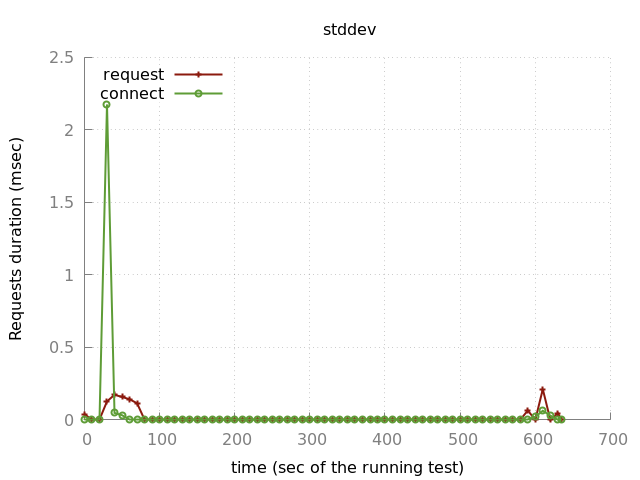 stddev
2.5
request
connect
2
1.5
1
0.5
0
0 100 200 300 400 500 600 700
Requests duration (msec)
time (sec of the running test)